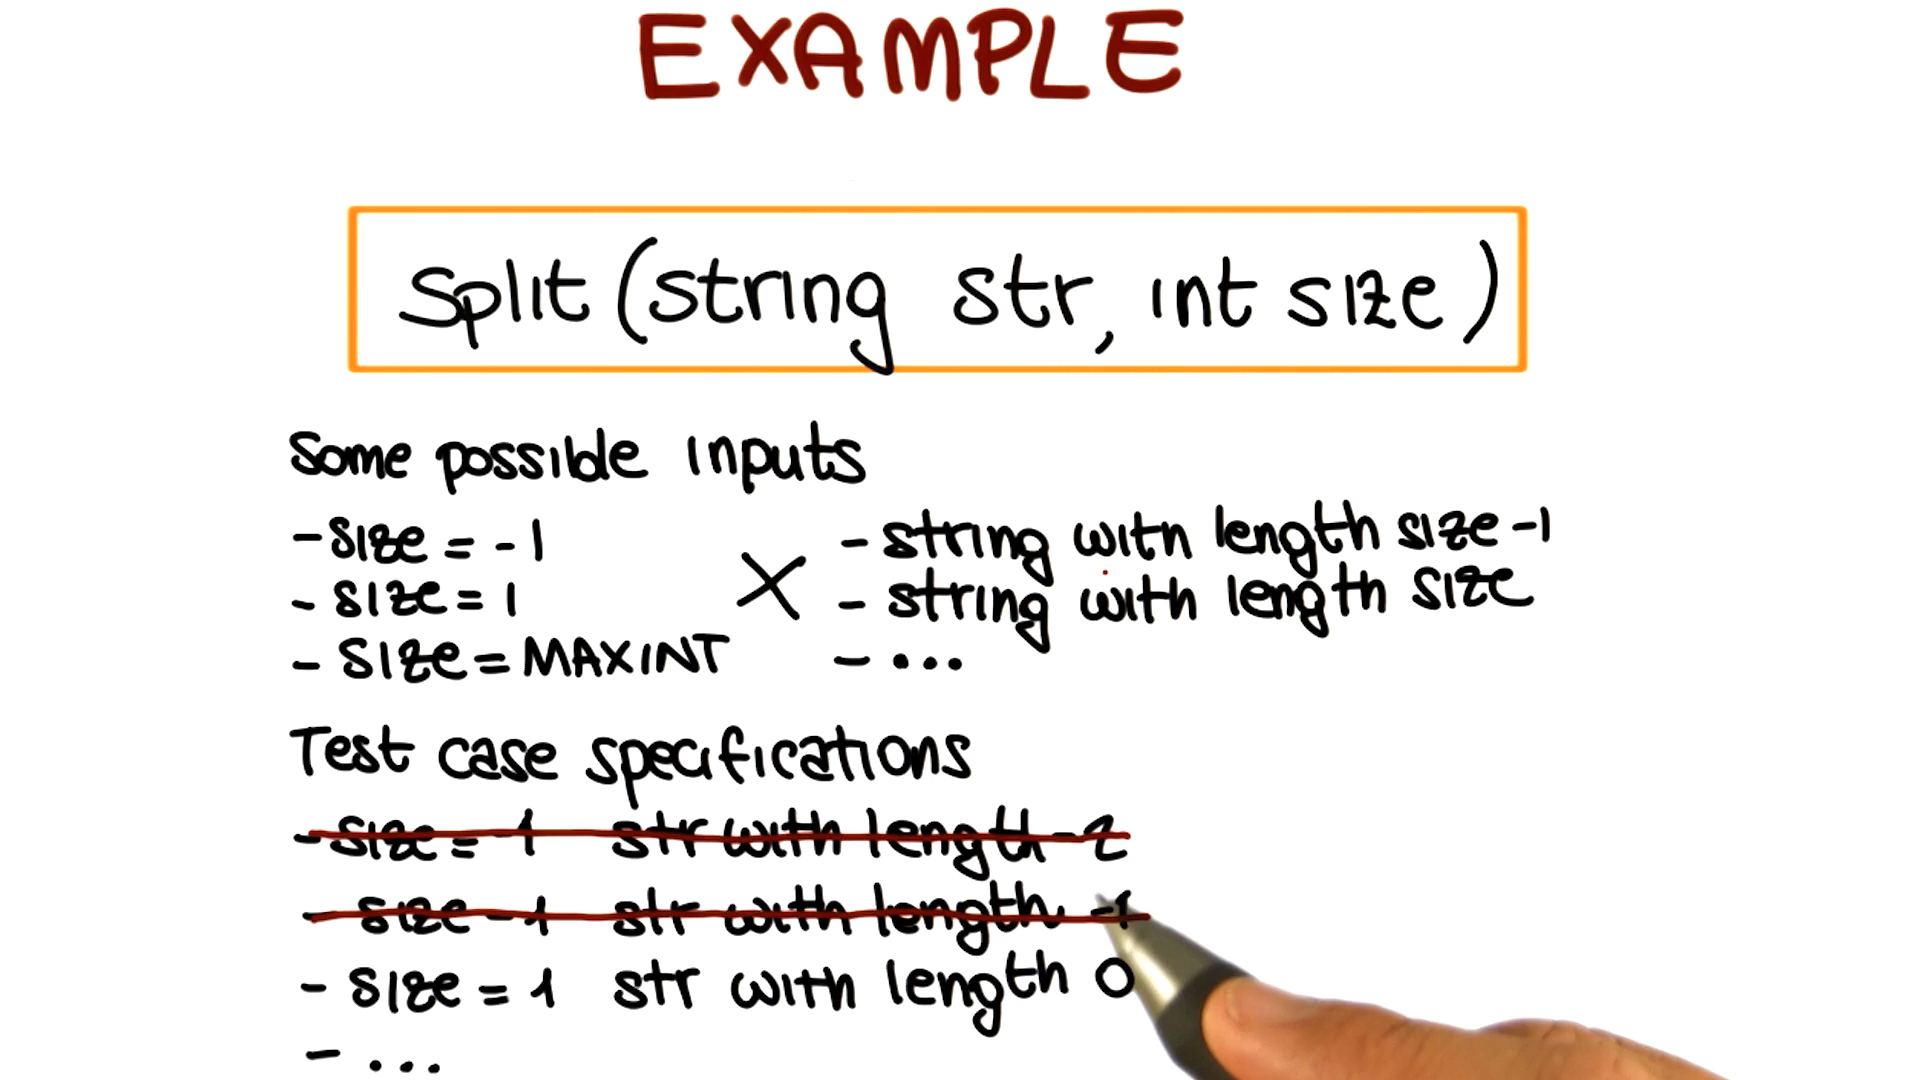 EXAMPLE
Split (string str, int size)
Some possible inputs
- size = -1
- size = 1
- size = MAXINT
X
- string with length size -1
- string with length size
- ...
Test case specifications
- size = -1 str with length -2
- size -1 str with length -1
- size = 1 str with length 0
- ...